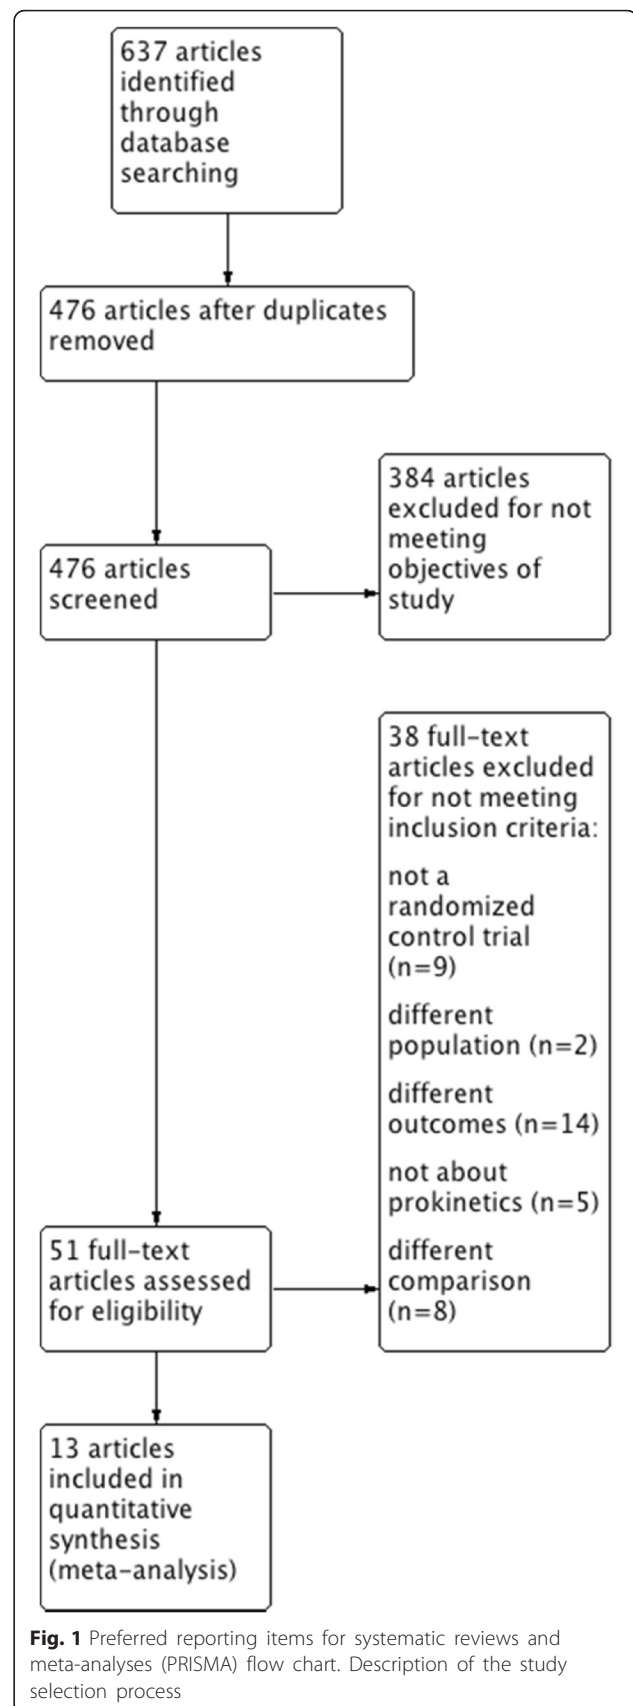 637 articles
identified
through
database
searching
476 articles after duplicates
removed
476 articles
screened
384 articles
excluded for not
meeting
objectives of
study
38 full-text
articles excluded
for not meeting
inclusion criteria:
not a
randomized
control trial
(n=9)
different
population (n=2)
different
outcomes (n=14)
not about
prokinetics (n=5)
different
comparison
(n=8)
51 full-text
articles assessed
for eligibility
13 articles
included in
quantitative
synthesis
(meta-analysis)
Fig. 1 Preferred reporting items for systematic reviews and
meta-analyses (PRISMA) flow chart. Description of the study
selection process